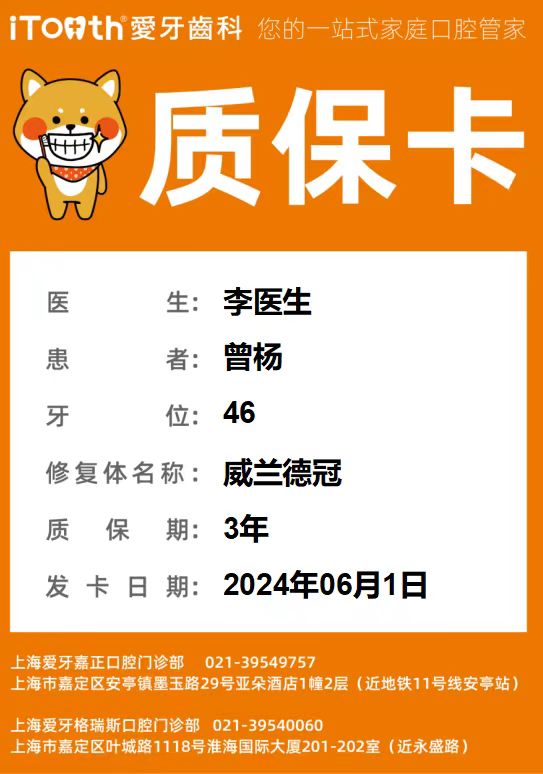 iTooth® 愛牙齒科 您的一站式家庭口腔管家
质保卡
医生： 李医生
患者： 曾杨
牙位： 46
修复体名称： 威兰德冠
质保期： 3年
发卡日期： 2024年06月1日
上海爱牙嘉正口腔门诊部 021-39549757
上海市嘉定区安亭镇墨玉路29号亚朵酒店1幢2层（近地铁11号线安亭站）
上海爱牙格瑞斯口腔门诊部 021-39540060
上海市嘉定区叶城路1118号淮海国际大厦201-202室（近永盛路）